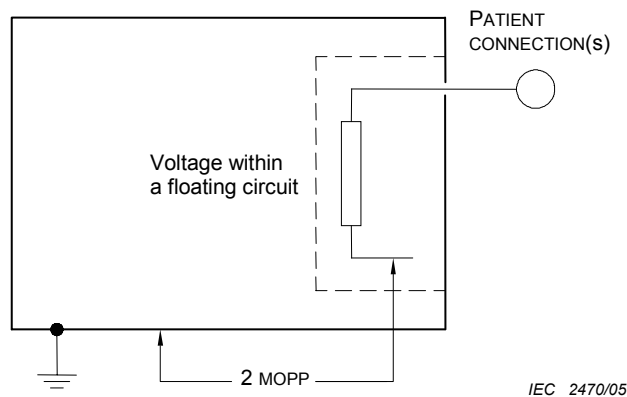 PATIENT
CONNECTION(s)
Voltage within
a floating circuit
2 MOPP
IEC 2470/05